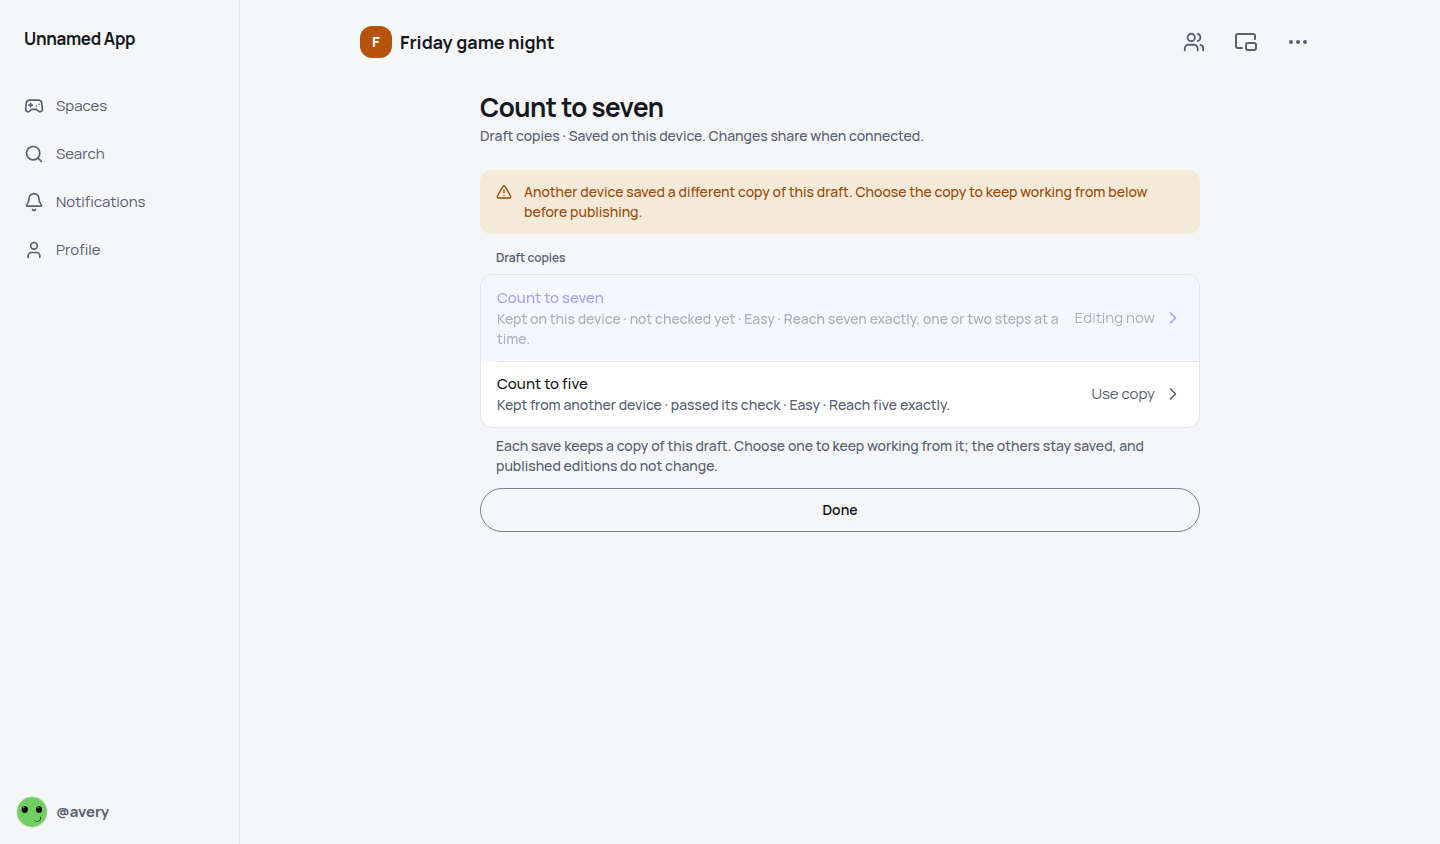 Unnamed App
Spaces
Search
Notifications
Profile
@avery
F
Friday game night
Count to seven
Draft copies · Saved on this device. Changes share when connected.
Another device saved a different copy of this draft. Choose the copy to keep working from below
before publishing.
Draft copies
Count to seven
Kept on this device · not checked yet · Easy · Reach seven exactly, one or two steps at a
time.
Editing now
Count to five
Kept from another device · passed its check · Easy · Reach five exactly.
Use copy
Each save keeps a copy of this draft. Choose one to keep working from it; the others stay saved, and
published editions do not change.
Done